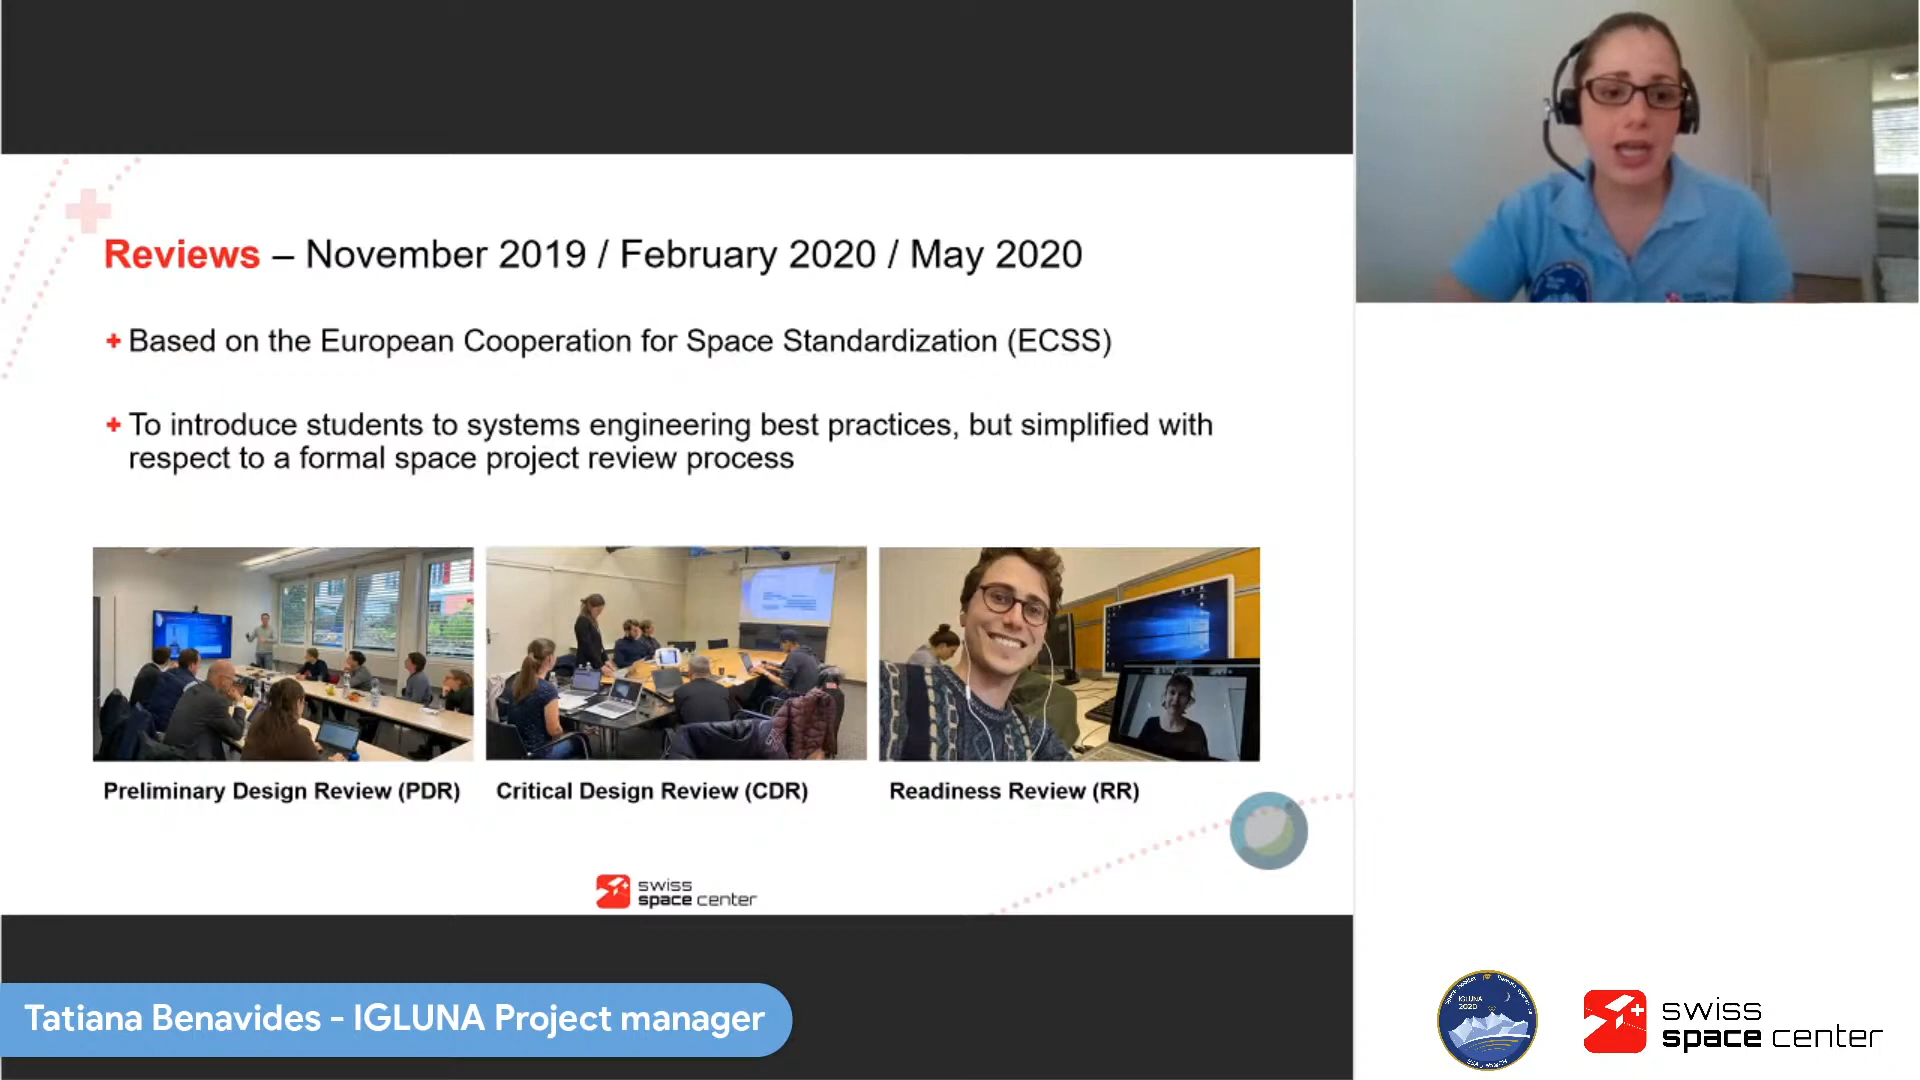 Reviews – November 2019 / February 2020 / May 2020
Based on the European Cooperation for Space Standardization (ECSS)
To introduce students to systems engineering best practices, but simplified with
respect to a formal space project review process
Preliminary Design Review (PDR)
Critical Design Review (CDR)
Readiness Review (RR)
swiss
space center
Tatiana Benavides - IGLUNA Project manager
IGLUNA
2020
swiss
space center